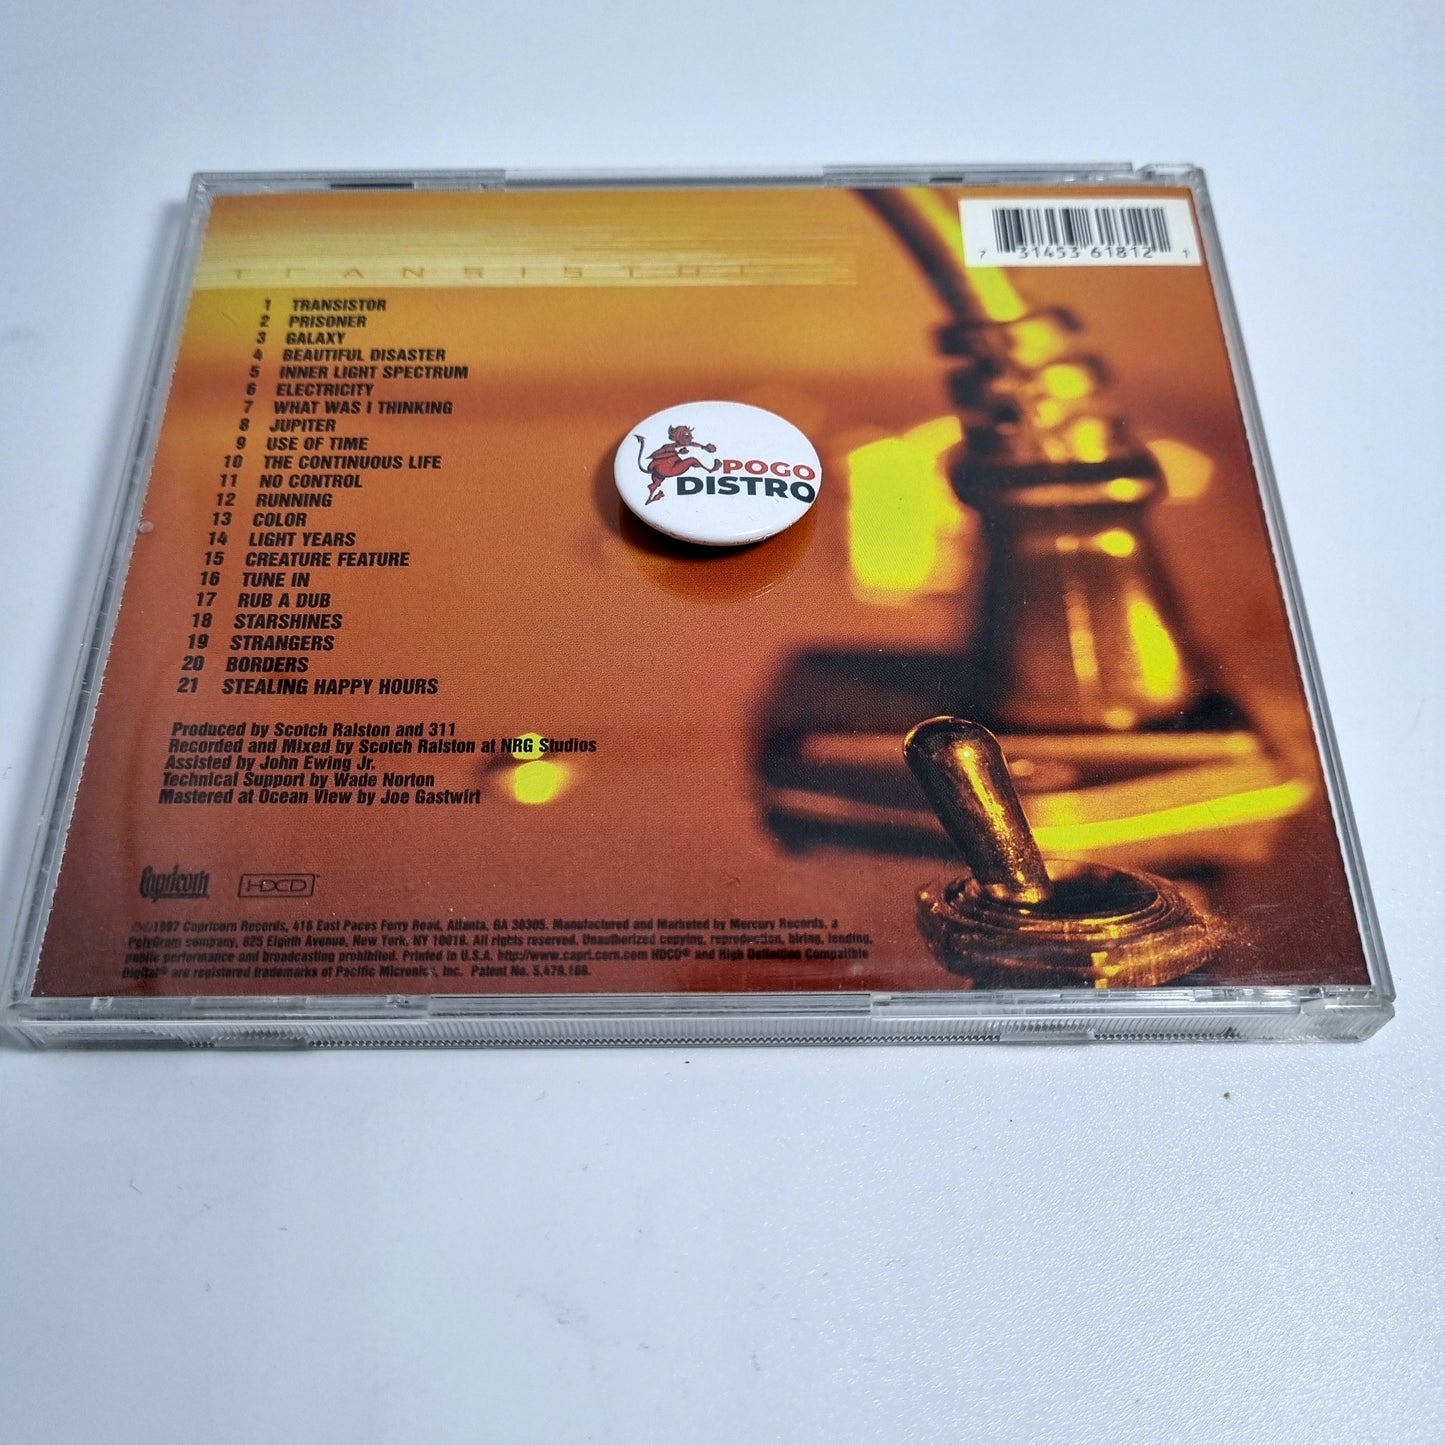 TRANSISTOR
7 31453 61812 1
1 TRANSISTOR
2 PRISONER
3 GALAXY
4 BEAUTIFUL DISASTER
5 INNER LIGHT SPECTRUM
6 ELECTRICITY
7 WHAT WAS I THINKING
8 JUPITER
9 USE OF TIME
10 THE CONTINUOUS LIFE
11 NO CONTROL
12 RUNNING
13 COLOR
14 LIGHT YEARS
15 CREATURE FEATURE
16 TUNE IN
17 RUB A DUB
18 STARSHINES
19 STRANGERS
20 BORDERS
21 STEALING HAPPY HOURS
POGO
DISTRO
Produced by Scotch Ralston and 311
Recorded and Mixed by Scotch Ralston at NRG Studios
Assisted by John Ewing Jr.
Technical Support by Wade Norton
Mastered at Ocean View by Joe Gastwirt
Capricorn HDCD
℗©1997 Capricorn Records, 418 East Paces Ferry Road, Atlanta, GA 30305. Manufactured and Marketed by Mercury Records, a
PolyGram company, 825 Eighth Avenue, New York, NY 10019. All rights reserved. Unauthorized copying, reproduction, hiring, lending,
public performance and broadcasting prohibited. Printed in U.S.A. http://www.capri.corn.com HDCD® and High Definition Compatible
Digital® are registered trademarks of Pacific Micronics, Inc. Patent No. 5,479,168.